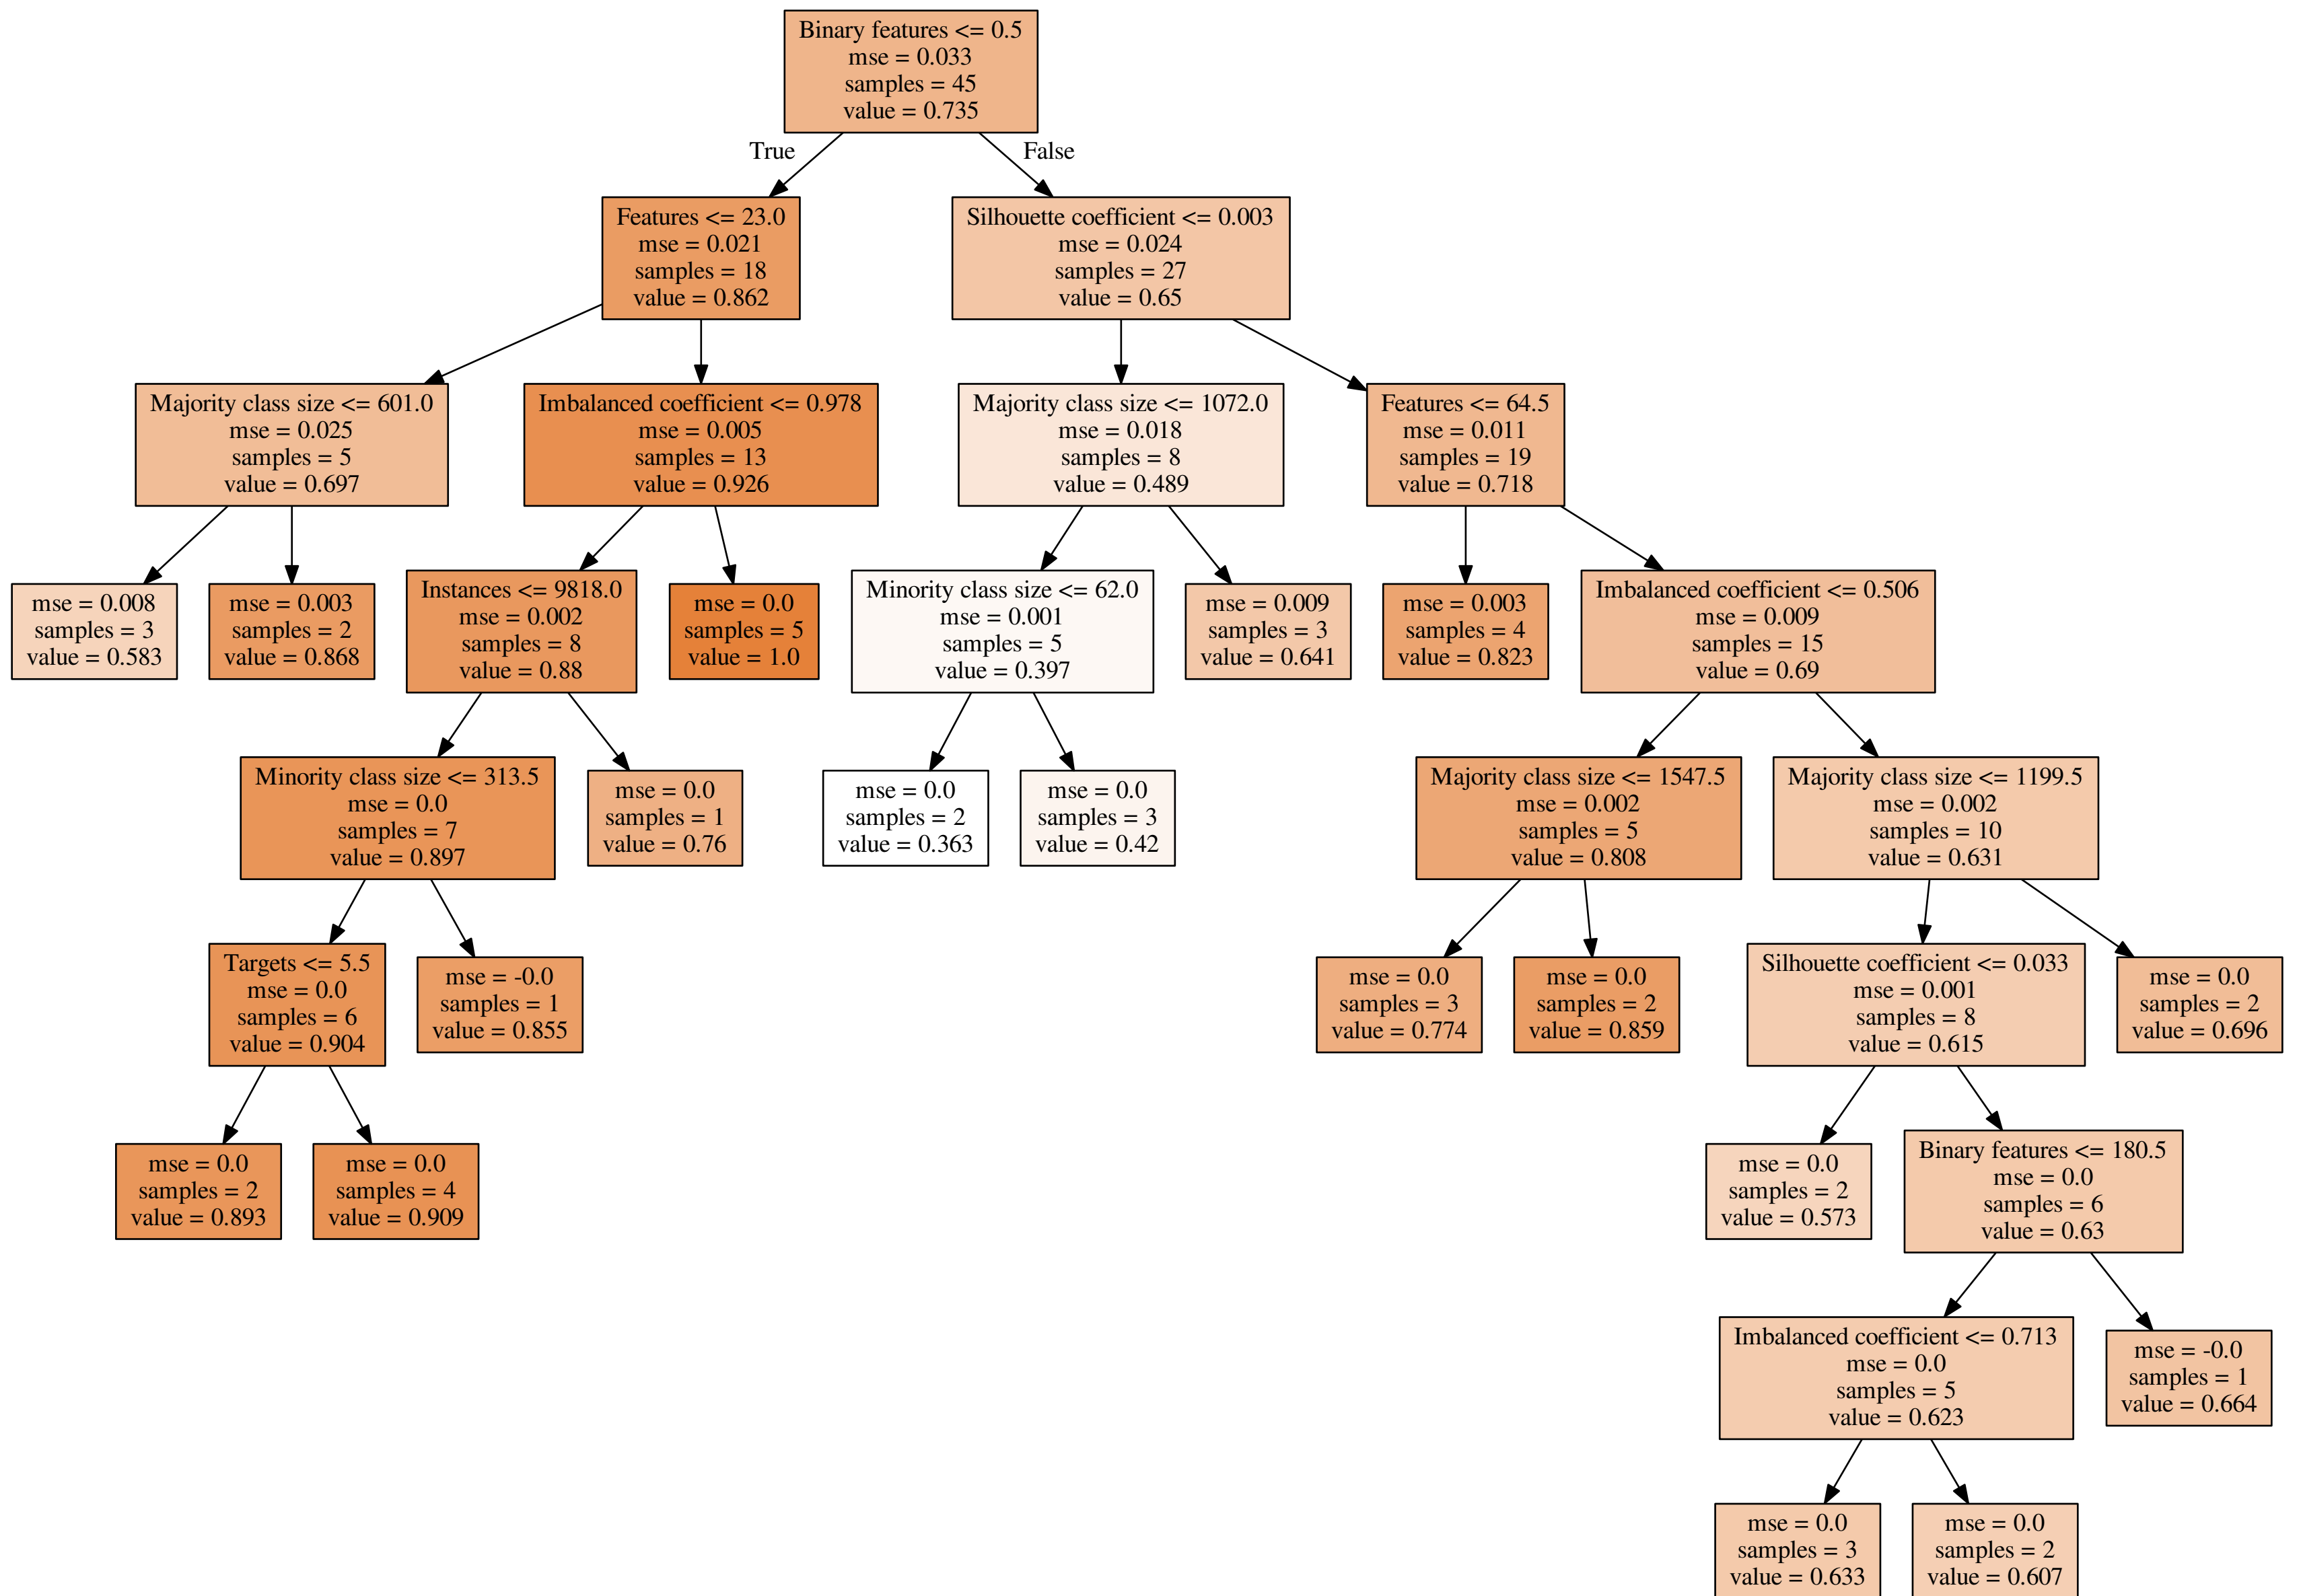 Binary features <= 0.5
mse = 0.033
samples = 45
value = 0.735
True
False
Features <= 23.0
mse = 0.021
samples = 18
value = 0.862
Silhouette coefficient <= 0.003
mse = 0.024
samples = 27
value = 0.65
Majority class size <= 601.0
mse = 0.025
samples = 5
value = 0.697
Imbalanced coefficient <= 0.978
mse = 0.005
samples = 13
value = 0.926
Majority class size <= 1072.0
mse = 0.018
samples = 8
value = 0.489
Features <= 64.5
mse = 0.011
samples = 19
value = 0.718
mse = 0.008
samples = 3
value = 0.583
mse = 0.003
samples = 2
value = 0.868
Instances <= 9818.0
mse = 0.002
samples = 8
value = 0.88
mse = 0.0
samples = 5
value = 1.0
Minority class size <= 62.0
mse = 0.001
samples = 5
value = 0.397
mse = 0.009
samples = 3
value = 0.641
mse = 0.003
samples = 4
value = 0.823
Imbalanced coefficient <= 0.506
mse = 0.009
samples = 15
value = 0.69
Minority class size <= 313.5
mse = 0.0
samples = 7
value = 0.897
mse = 0.0
samples = 1
value = 0.76
mse = 0.0
samples = 2
value = 0.363
mse = 0.0
samples = 3
value = 0.42
Majority class size <= 1547.5
mse = 0.002
samples = 5
value = 0.808
Majority class size <= 1199.5
mse = 0.002
samples = 10
value = 0.631
Targets <= 5.5
mse = 0.0
samples = 6
value = 0.904
mse = -0.0
samples = 1
value = 0.855
mse = 0.0
samples = 3
value = 0.774
mse = 0.0
samples = 2
value = 0.859
Silhouette coefficient <= 0.033
mse = 0.001
samples = 8
value = 0.615
mse = 0.0
samples = 2
value = 0.696
mse = 0.0
samples = 2
value = 0.893
mse = 0.0
samples = 4
value = 0.909
mse = 0.0
samples = 2
value = 0.573
Binary features <= 180.5
mse = 0.0
samples = 6
value = 0.63
Imbalanced coefficient <= 0.713
mse = 0.0
samples = 5
value = 0.623
mse = -0.0
samples = 1
value = 0.664
mse = 0.0
samples = 3
value = 0.633
mse = 0.0
samples = 2
value = 0.607